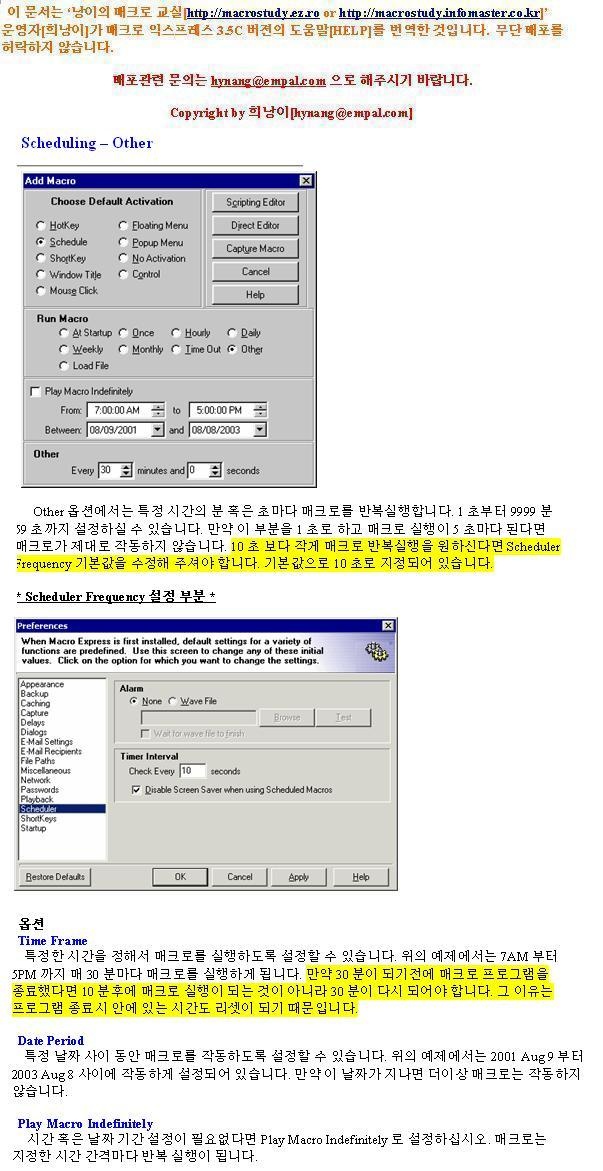 이 문서는 '낭이의 매크로 교실[http://macrostudy.ez.ro or http://macrostudy.infomaster.co.kr]'
운영자[희낭이]가 매크로 익스프레스 3.5C 버전의 도움말[HELP]를 번역한 것입니다. 무단 배포를
허락하지 않습니다.
배포관련 문의는 hynang@empal.com 으로 해주시기 바랍니다.
Copyright by 희낭이[hynang@empal.com]
Scheduling – Other
Add Macro
Choose Default Activation
HotKey Floating Menu
Schedule Popup Menu
ShortKey No Activation
Window Title Control
Mouse Click
Scripting Editor
Direct Editor
Capture Macro
Cancel
Help
Run Macro
At Startup Once Hourly Daily
Weekly Monthly Time Out Other
Load File
Play Macro Indefinitely
From: 7:00:00 AM to 5:00:00 PM
Between: 08/09/2001 and 08/08/2003
Other
Every 30 minutes and 0 seconds
Other 옵션에서는 특정 시간의 분 혹은 초마다 매크로를 반복실행합니다. 1 초부터 9999 분
59 초까지 설정하실 수 있습니다. 만약 이 부분을 1 초로 하고 매크로 실행이 5 초마다 된다면
매크로가 제대로 작동하지 않습니다. 10 초 보다 작게 매크로 반복실행을 원하신다면 Scheduler
Frequency 기본값을 수정해 주셔야 합니다. 기본값으로 10 초로 지정되어 있습니다.
* Scheduler Frequency 설정 부분 *
Preferences
When Macro Express is first installed, default settings for a variety of
functions are predefined. Use this screen to change any of these initial
values. Click on the option for which you want to change the settings.
Appearance
Backup
Caching
Capture
Delays
Dialogs
E-Mail Settings
E-Mail Recipients
File Paths
Miscellaneous
Network
Passwords
Playback
Scheduler
ShortKeys
Startup
Alarm
None Wave File
Browse Test
Wait for wave file to finish
Timer Interval
Check Every 10 seconds
Disable Screen Saver when using Scheduled Macros
Restore Defaults OK Cancel Apply Help
옵션
Time Frame
특정한 시간을 정해서 매크로를 실행하도록 설정할 수 있습니다. 위의 예제에서는 7AM 부터
5PM 까지 매 30 분마다 매크로를 실행하게 됩니다. 만약 30 분이 되기전에 매크로 프로그램을
종료했다면 10 분후에 매크로 실행이 되는 것이 아니라 30 분이 다시 되어야 합니다. 그 이유는
프로그램 종료시 안에 있는 시간도 리셋이 되기 때문입니다.
Date Period
특정 날짜 사이 동안 매크로를 작동하도록 설정할 수 있습니다. 위의 예제에서는 2001 Aug 9 부터
2003 Aug 8 사이에 작동하게 설정되어 있습니다. 만약 이 날짜가 지나면 더이상 매크로는 작동하지
않습니다.
Play Macro Indefinitely
시간 혹은 날짜 기간 설정이 필요없다면 Play Macro Indefinitely 로 설정하십시오. 매크로는
지정한 시간 간격마다 반복 실행이 됩니다.